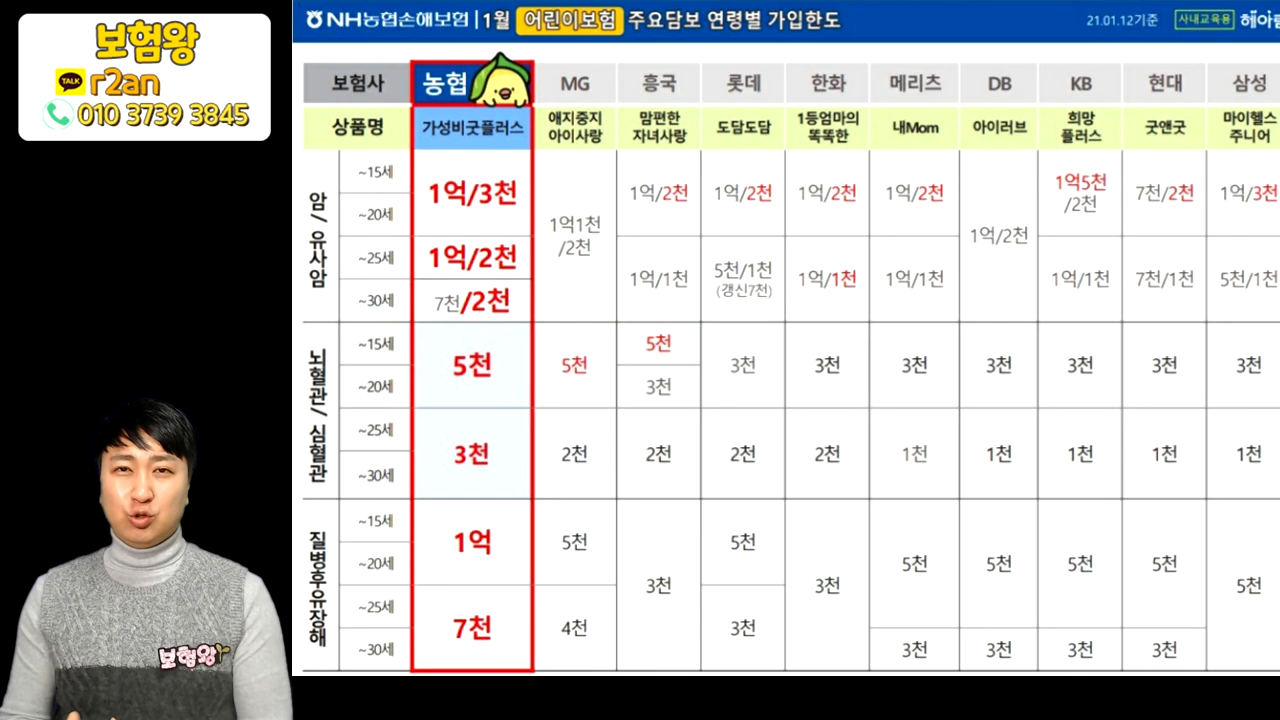 보험왕
TALK r2an
010 3739 3845
보험왕
NH농협손해보험 | 1월 어린이보험 주요담보 연령별 가입한도
21.01.12기준 사내교육용
보험사 농협 MG 흥국 롯데 한화 메리츠 DB KB 현대 삼성
상품명 가성비굿플러스 애지중지 아이사랑 맘편한 자녀사랑 도담도담 1등엄마의 똑똑한 내Mom 아이러브 희망 플러스 굿앤굿 마이헬스 주니어
암/유사암
~15세
~20세
~25세
~30세
1억/3천
1억/2천
7천/2천
1억1천 /2천
1억/2천
1억/1천
1억/2천
5천/1천
(갱신7천)
1억/2천
1억/1천
1억/2천
1억/1천
1억/2천
1억5천 /2천
1억/1천
7천/2천
7천/1천
1억/3천
5천/1천
뇌혈관/심혈관
~15세
~20세
~25세
~30세
5천
3천
5천
2천
5천
3천
2천
3천
2천
3천
2천
3천
1천
3천
1천
3천
1천
3천
1천
3천
1천
질병후유장해
~15세
~20세
~25세
~30세
1억
7천
5천
4천
3천
5천
3천
3천
5천
3천
5천
3천
5천
3천
5천
3천
5천